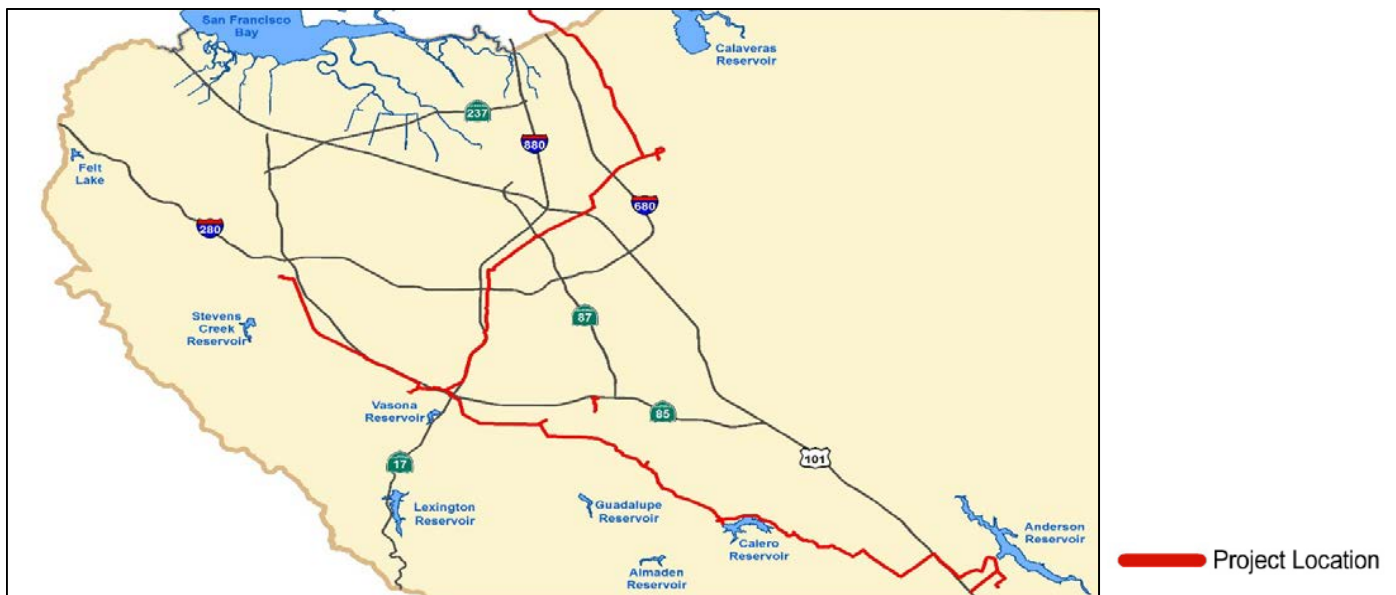 San Francisco
Bay
Calaveras
Reservoir
237
880
Felt
Lake
680
280
Stevens
Creek
Reservoir
87
Vasona
Reservoir
85
101
17
Lexington
Reservoir
Guadalupe
Reservoir
Calero
Reservoir
Anderson
Reservoir
Almaden
Reservoir
Project Location